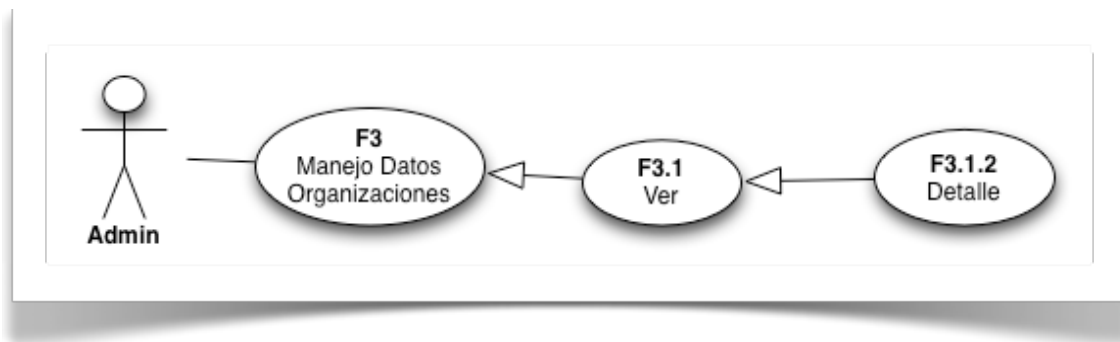 F3
Manejo Datos
Organizaciones
F3.1
Ver
F3.1.2
Detalle
Admin